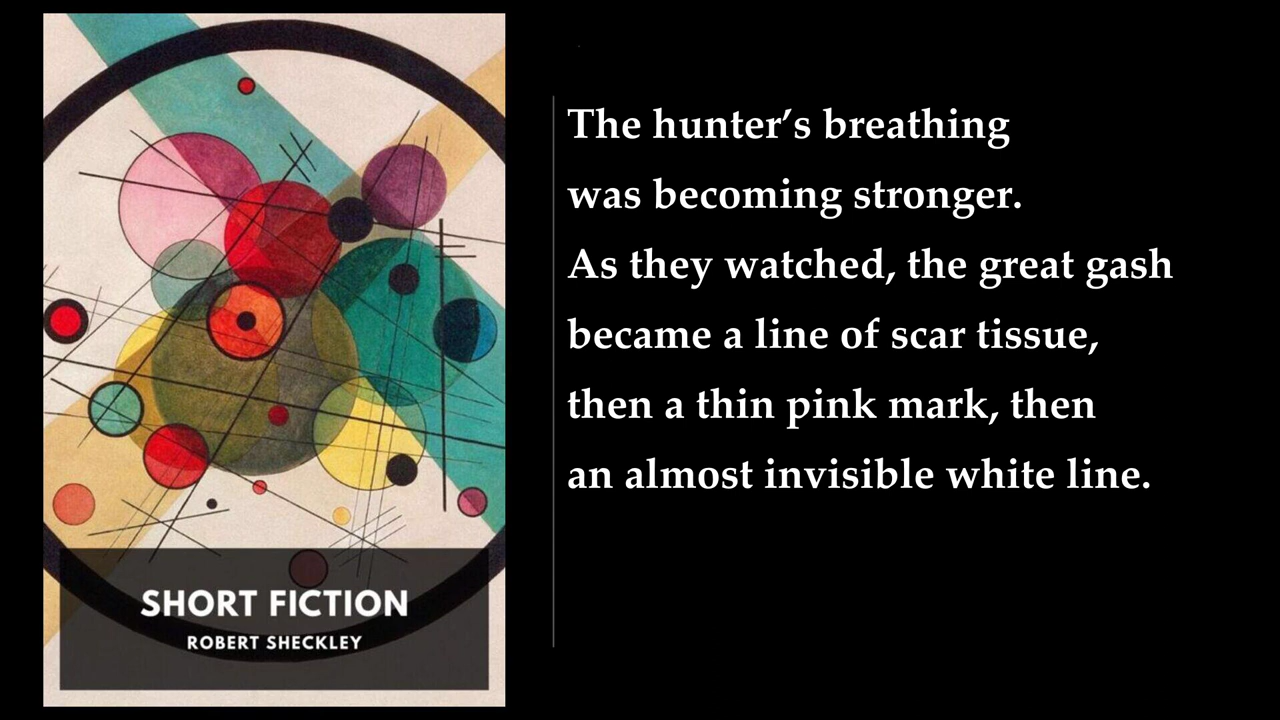 SHORT FICTION
ROBERT SHECKLEY
The hunter’s breathing
was becoming stronger.
As they watched, the great gash
became a line of scar tissue,
then a thin pink mark, then
an almost invisible white line.